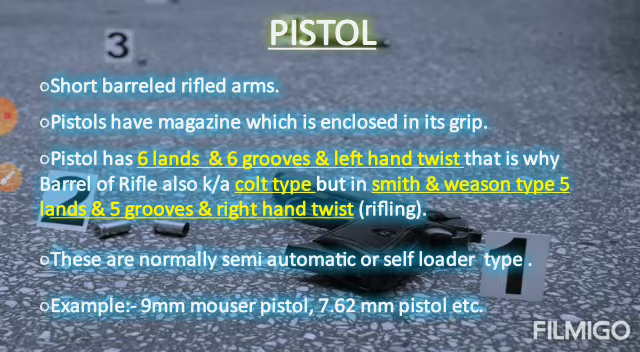 PISTOL
3
○Short barreled rifled arms.
○Pistols have magazine which is enclosed in its grip.
○Pistol has 6 lands & 6 grooves & left hand twist that is why
Barrel of Rifle also k/a colt type but in smith & weason type 5
lands & 5 grooves & right hand twist (rifling).
2
○These are normally semi automatic or self loader type .
1
○Example:- 9mm mouser pistol, 7.62 mm pistol etc.
FILMIGO